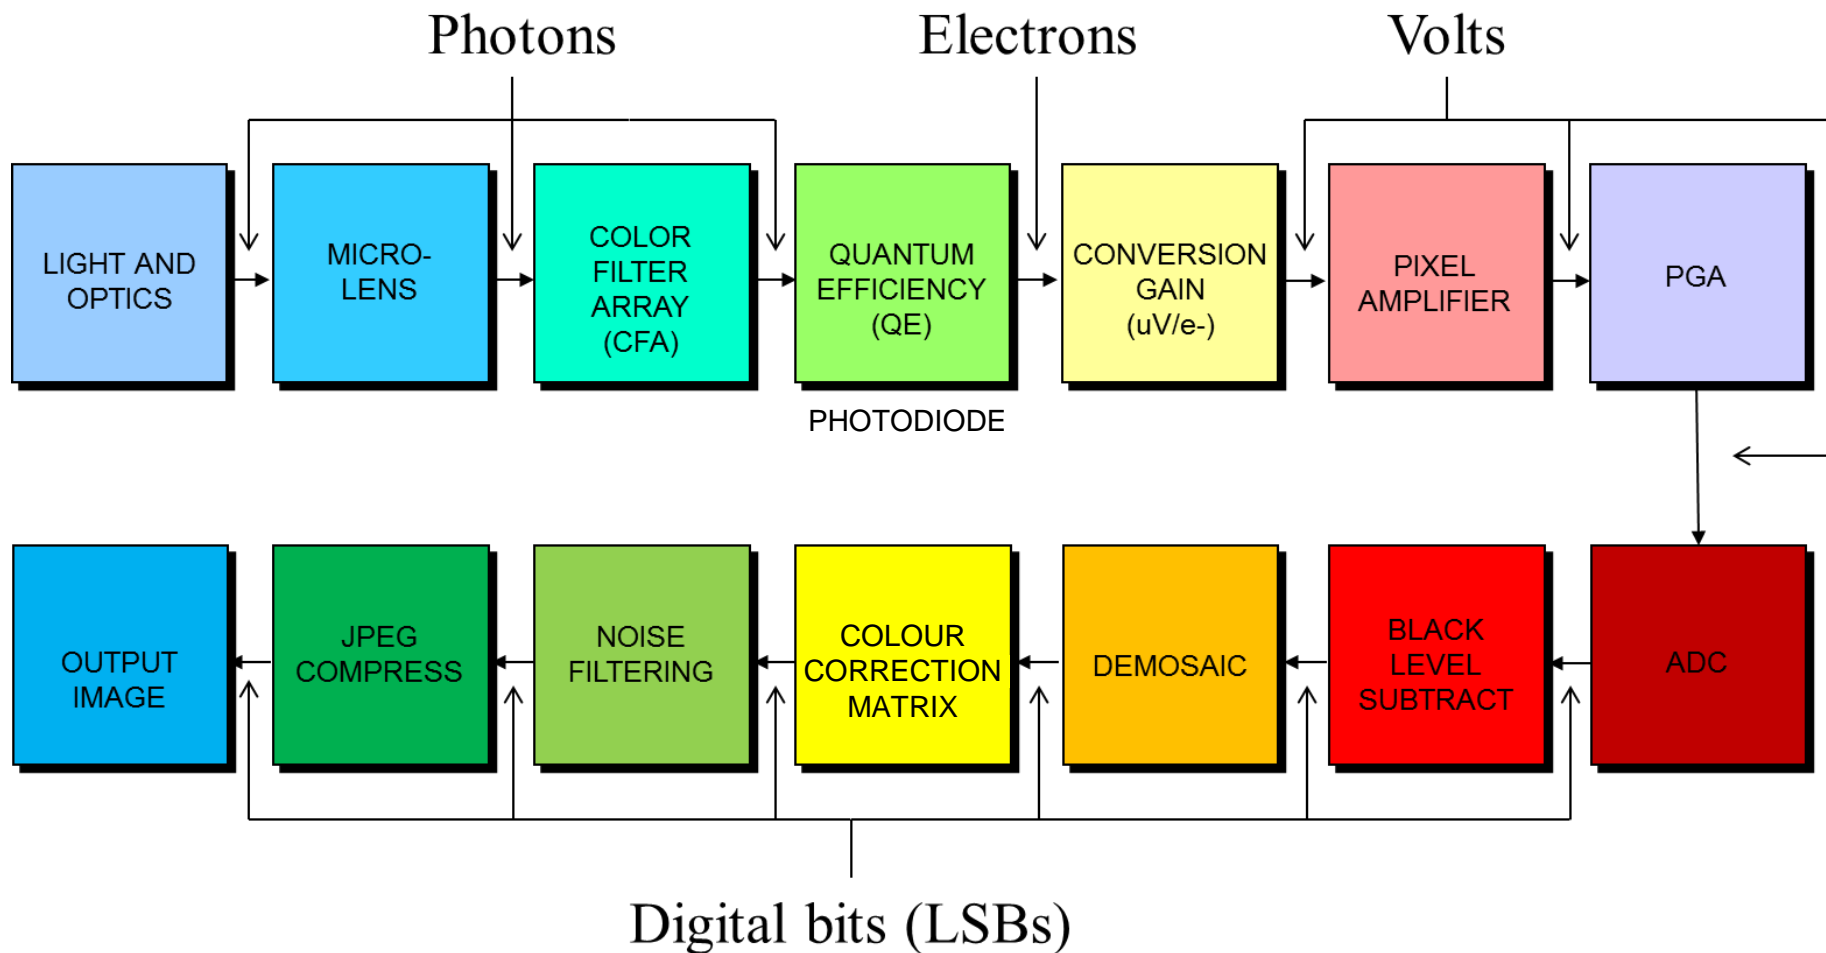 Photons
Electrons
Volts
LIGHT AND
OPTICS
MICRO-
LENS
COLOR
FILTER
ARRAY
(CFA)
QUANTUM
EFFICIENCY
(QE)
CONVERSION
GAIN
(uV/e-)
PIXEL
AMPLIFIER
PGA
PHOTODIODE
OUTPUT
IMAGE
JPEG
COMPRESS
NOISE
FILTERING
COLOUR
CORRECTION
MATRIX
DEMOSAIC
BLACK
LEVEL
SUBTRACT
ADC
Digital bits (LSBs)